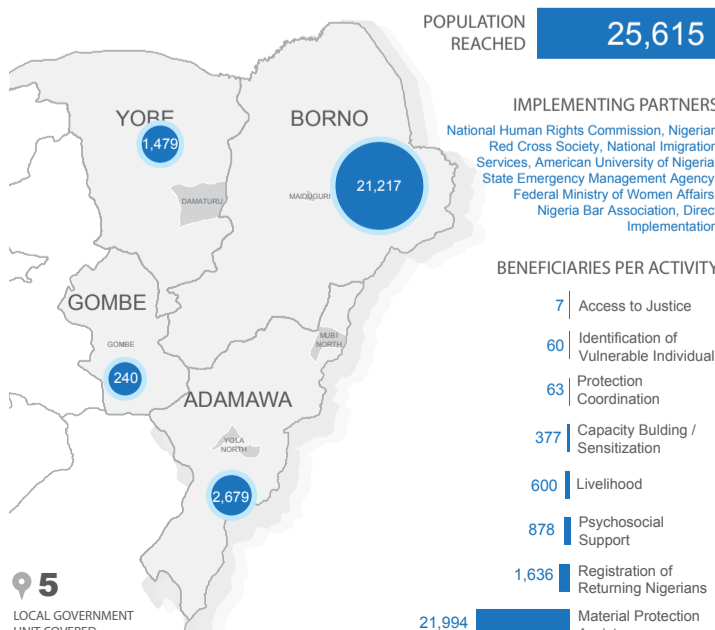 POPULATION
REACHED
25,615
IMPLEMENTING PARTNERS
National Human Rights Commission, Nigerian
Red Cross Society, National Imigration
Services, American University of Nigeria
State Emergency Management Agency
Federal Ministry of Women Affairs
Nigeria Bar Association, Direc
Implementation
BENEFICIARIES PER ACTIVITY
7 Access to Justice
60 Identification of
Vulnerable Individual
63 Protection
Coordination
377 Capacity Bulding /
Sensitization
600 Livelihood
878 Psychosocial
Support
1,636 Registration of
Returning Nigerians
21,994 Material Protection
YOBE
1,479
DAMATURU
BORNO
21,217
MAIDUGURI
GOMBE
GOMBE
240
MUBI
NORTH
ADAMAWA
YOLA
NORTH
2,679
5
LOCAL GOVERNMENT
UNIT COVERED